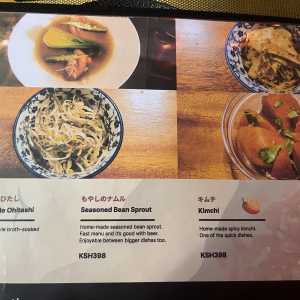 ひたし
le Ohitashi
le broth-soaked
もやしのナムル
Seasoned Bean Sprout
Home-made seasoned bean sprout.
Fast menu and it's good with beer.
Enjoyable between bigger dishes too.
KSH398
キムチ
Kimchi
Home-made spicy kimchi.
One of the quick dishes.
KSH398